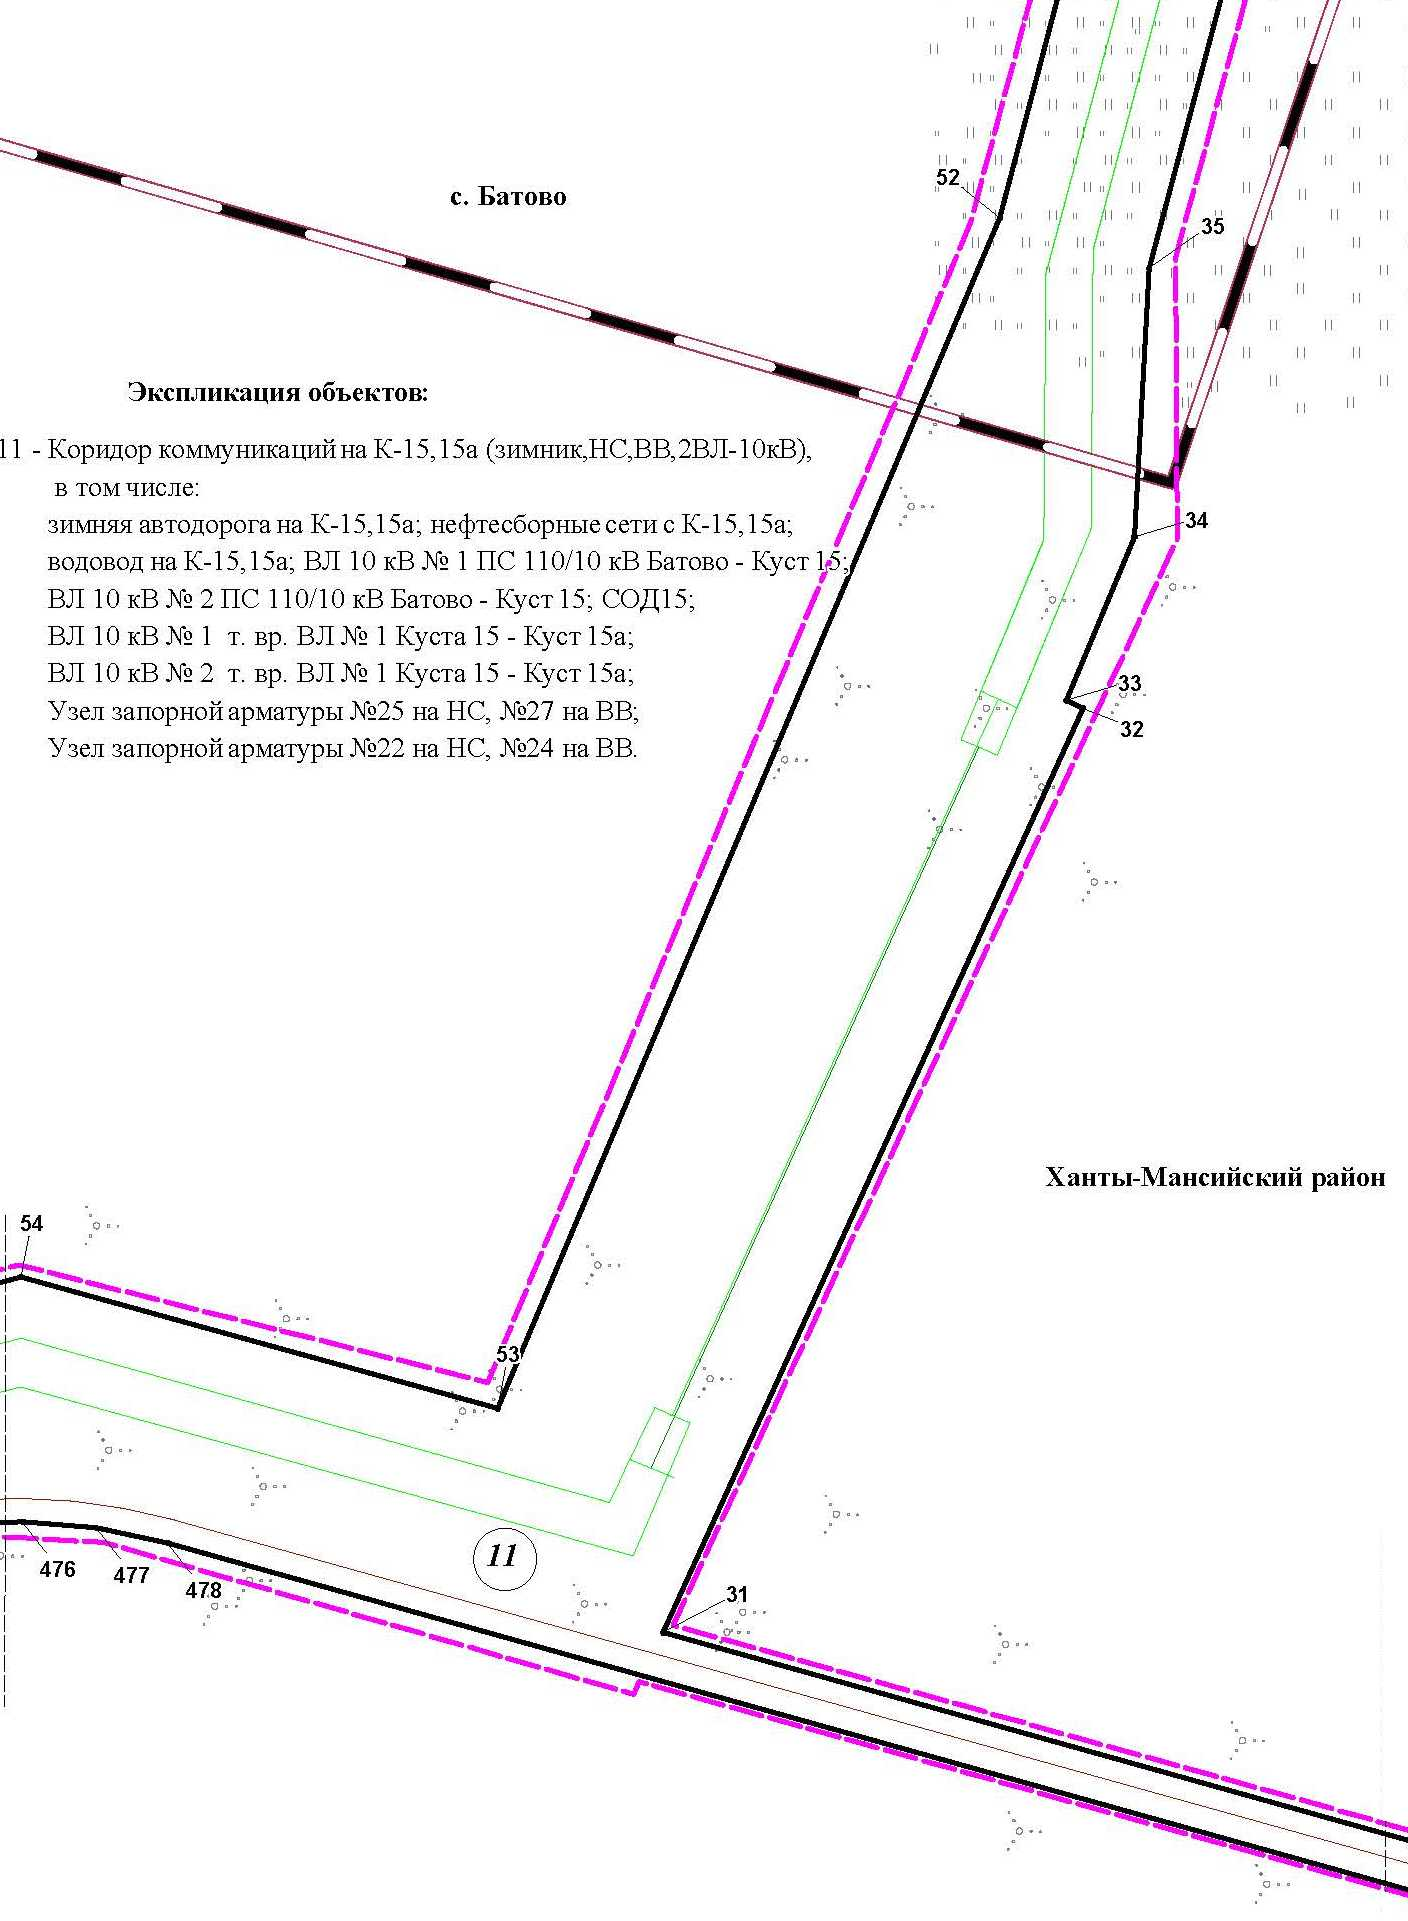 с. Батово
52
35
Экспликация объектов:
11 - Коридор коммуникаций на К-15,15а (зимник,НС,ВВ,2ВЛ-10кВ),
в том числе:
зимняя автодорога на К-15,15а; нефтесборные сети с К-15,15а;
водовод на К-15,15а; ВЛ 10 кВ № 1 ПС 110/10 кВ Батово - Куст 15;
ВЛ 10 кВ № 2 ПС 110/10 кВ Батово - Куст 15; СОД15;
ВЛ 10 кВ № 1 т. вр. ВЛ № 1 Куста 15 - Куст 15а;
ВЛ 10 кВ № 2 т. вр. ВЛ № 1 Куста 15 - Куст 15а;
Узел запорной арматуры №25 на НС, №27 на ВВ;
Узел запорной арматуры №22 на НС, №24 на ВВ.
34
33
32
Ханты-Мансийский район
54
53
11
476
477
478
31